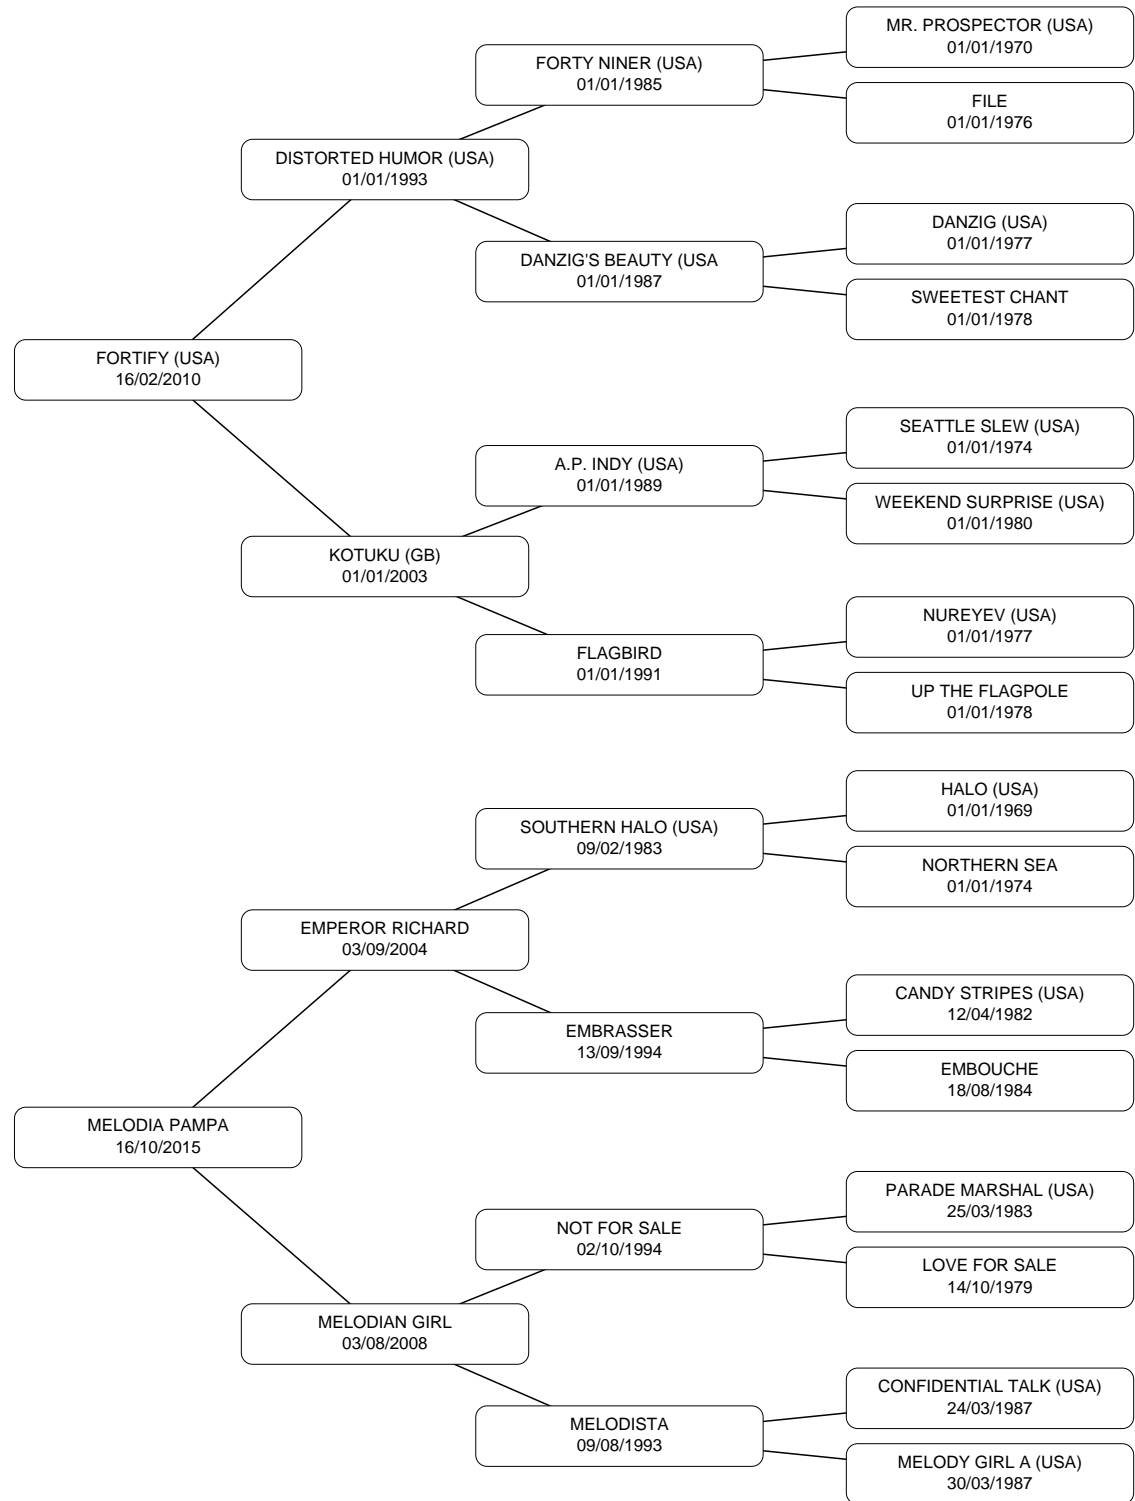 MR. PROSPECTOR (USA)
01/01/1970
FORTY NINER (USA)
01/01/1985
FILE
01/01/1976
DISTORTED HUMOR (USA)
01/01/1993
DANZIG (USA)
01/01/1977
DANZIG'S BEAUTY (USA
01/01/1987
SWEETEST CHANT
01/01/1978
FORTIFY (USA)
16/02/2010
SEATTLE SLEW (USA)
01/01/1974
A.P. INDY (USA)
01/01/1989
WEEKEND SURPRISE (USA)
01/01/1980
KOTUKU (GB)
01/01/2003
NUREYEV (USA)
01/01/1977
FLAGBIRD
01/01/1991
UP THE FLAGPOLE
01/01/1978
HALO (USA)
01/01/1969
SOUTHERN HALO (USA)
09/02/1983
NORTHERN SEA
01/01/1974
EMPEROR RICHARD
03/09/2004
CANDY STRIPES (USA)
12/04/1982
EMBRASSER
13/09/1994
EMBOUCHE
18/08/1984
MELODIA PAMPA
16/10/2015
PARADE MARSHAL (USA)
25/03/1983
NOT FOR SALE
02/10/1994
LOVE FOR SALE
14/10/1979
MELODIAN GIRL
03/08/2008
CONFIDENTIAL TALK (USA)
24/03/1987
MELODISTA
09/08/1993
MELODY GIRL A (USA)
30/03/1987